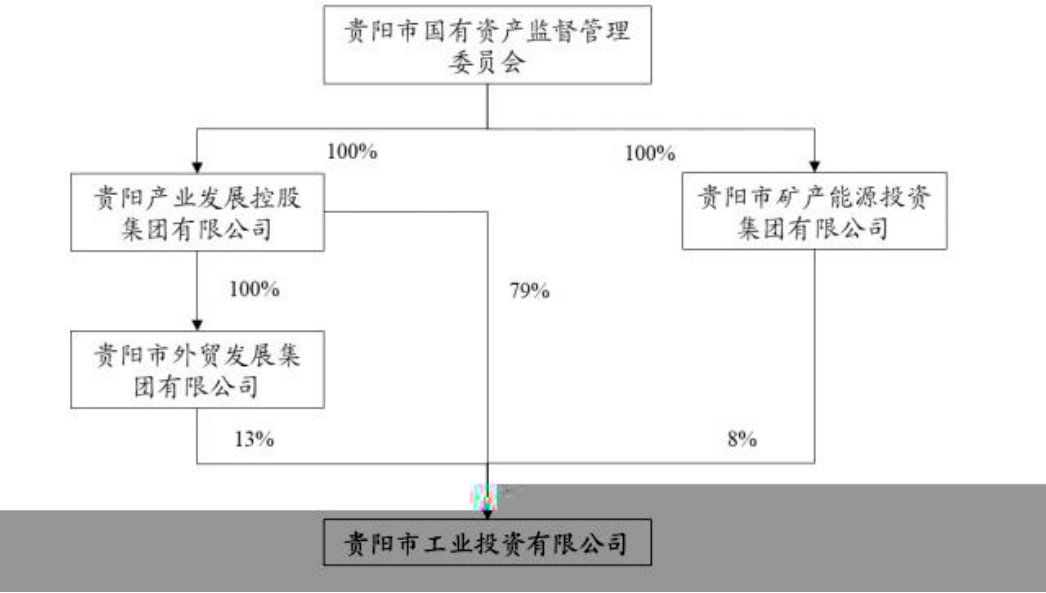 贵阳市国有资产监督管理
委员会
100%
100%
贵阳产业发展控股
集团有限公司
贵阳市矿产能源投资
集团有限公司
100%
79%
贵阳市外贸发展集
团有限公司
13%
8%
贵阳市工业投资有限公司